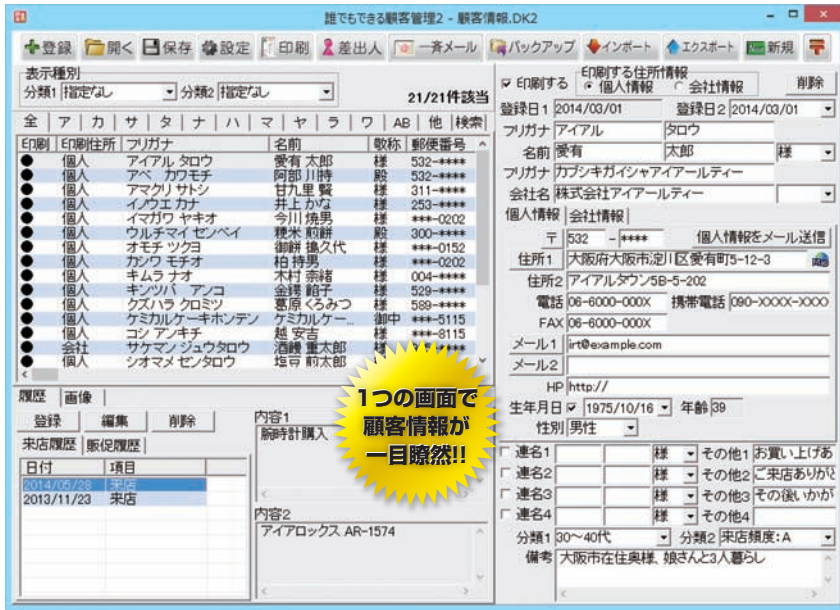 誰でもできる顧客管理2 - 顧客情報.DK2
登録 開く 保存 設定 印刷 差出人 一斉メール バックアップ インポート エクスポート 新規 〒
表示種別
分類1 指定なし 分類2 指定なし
21/21件該当
全 ア カ サ タ ナ ハ マ ヤ ラ ワ AB 他 検索
印刷 印刷住所 フリガナ 名前 敬称 郵便番号
● 個人 アイアル タロウ 愛有 太郎 様 532-****
● 個人 アベ カワモチ 阿部 川時 殿 532-****
● 個人 アマクリ サトシ 甘九里 賢 様 311-****
● 個人 イノウエ カナ 井上 かな 様 253-****
● 個人 イマガワ ヤキオ 今川 焼男 様 ***-0202
● 個人 ウルチマイ センベイ 粳米 煎餅 殿 300-****
● 個人 オモチ ツクヨ 御餅 搗久代 様 ***-0152
● 個人 カシワ モチオ 柏 持男 様 ***-0202
● 個人 キムラ ナオ 木村 奈緒 様 004-****
● 個人 キンツバ アンコ 金鍔 餡子 様 529-****
● 個人 クズハラ クロミツ 葛原 くろみつ 様 589-****
● 個人 ケミカルケーキホンテン ケミカルケー... 御中 ***-5115
● 個人 コシ アンキチ 越 安吉 様 ***-8115
● 会社 サケマン ジュウタロウ 酒饅 重太郎 様
● 個人 シオマメ センタロウ 塩豆 煎太郎
履歴 画像
登録 編集 削除
来店履歴 販促履歴
日付 項目
2014/05/28 来店
2013/11/23 来店
内容1
腕時計購入
内容2
アイアロックス AR-1574
1つの画面で
顧客情報が
一目瞭然!!
印刷する 印刷する住所情報 個人情報 会社情報 削除
登録日1 2014/03/01 登録日2 2014/03/01
フリガナ アイアル タロウ
名前 愛有 太郎 様
フリガナ カブシキガイシャアイアールティー
会社名 株式会社アイアールティー
個人情報 会社情報
〒 532 - **** 個人情報をメール送信
住所1 大阪府大阪市淀川区愛有町5-12-3
住所2 アイアルタウン5B-5-202
電話 06-6000-000X 携帯電話 090-XXXX-XXXX
FAX 06-6000-000X
メール1 irt@example.com
メール2
HP http://
生年月日 1975/10/16 年齢 39
性別 男性
連名1 様 その他1 お買い上げあ
連名2 様 その他2 ご来店ありがと
連名3 様 その他3 その後いかが
連名4 様 その他4
分類1 30〜40代 分類2 来店頻度:A
備考 大阪市在住奥様、娘さんと3人暮らし